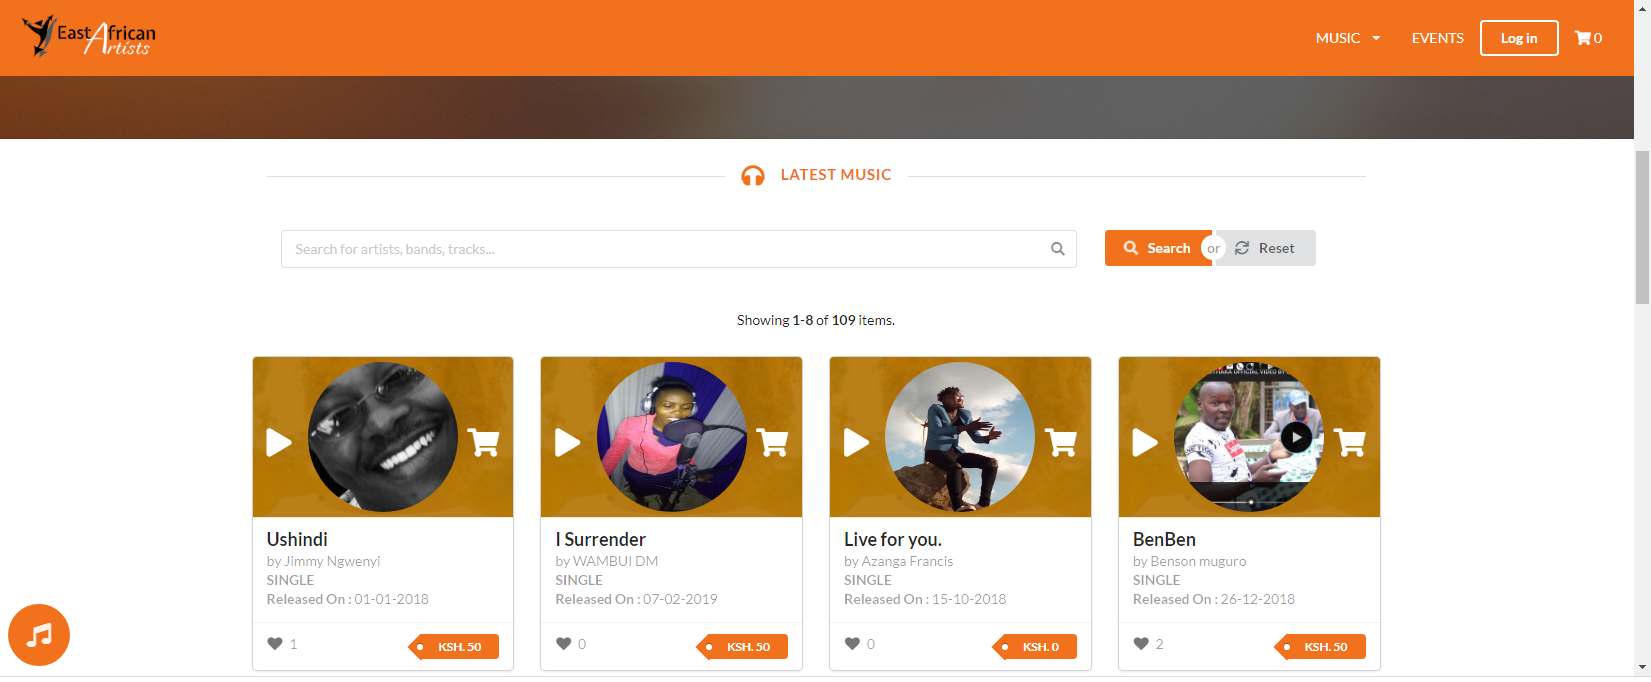 East African
Artists
MUSIC
EVENTS
Log in
0
LATEST MUSIC
Search for artists, bands, tracks...
Search
or
Reset
Showing 1-8 of 109 items.
Ushindi
by Jimmy Ngwenyi
SINGLE
Released On : 01-01-2018
1
KSH. 50
I Surrender
by WAMBUI DM
SINGLE
Released On : 07-02-2019
0
KSH. 50
Live for you.
by Azanga Francis
SINGLE
Released On : 15-10-2018
0
KSH. 0
OFFICIAL VIDEO BY
BenBen
by Benson muguro
SINGLE
Released On : 26-12-2018
2
KSH. 50